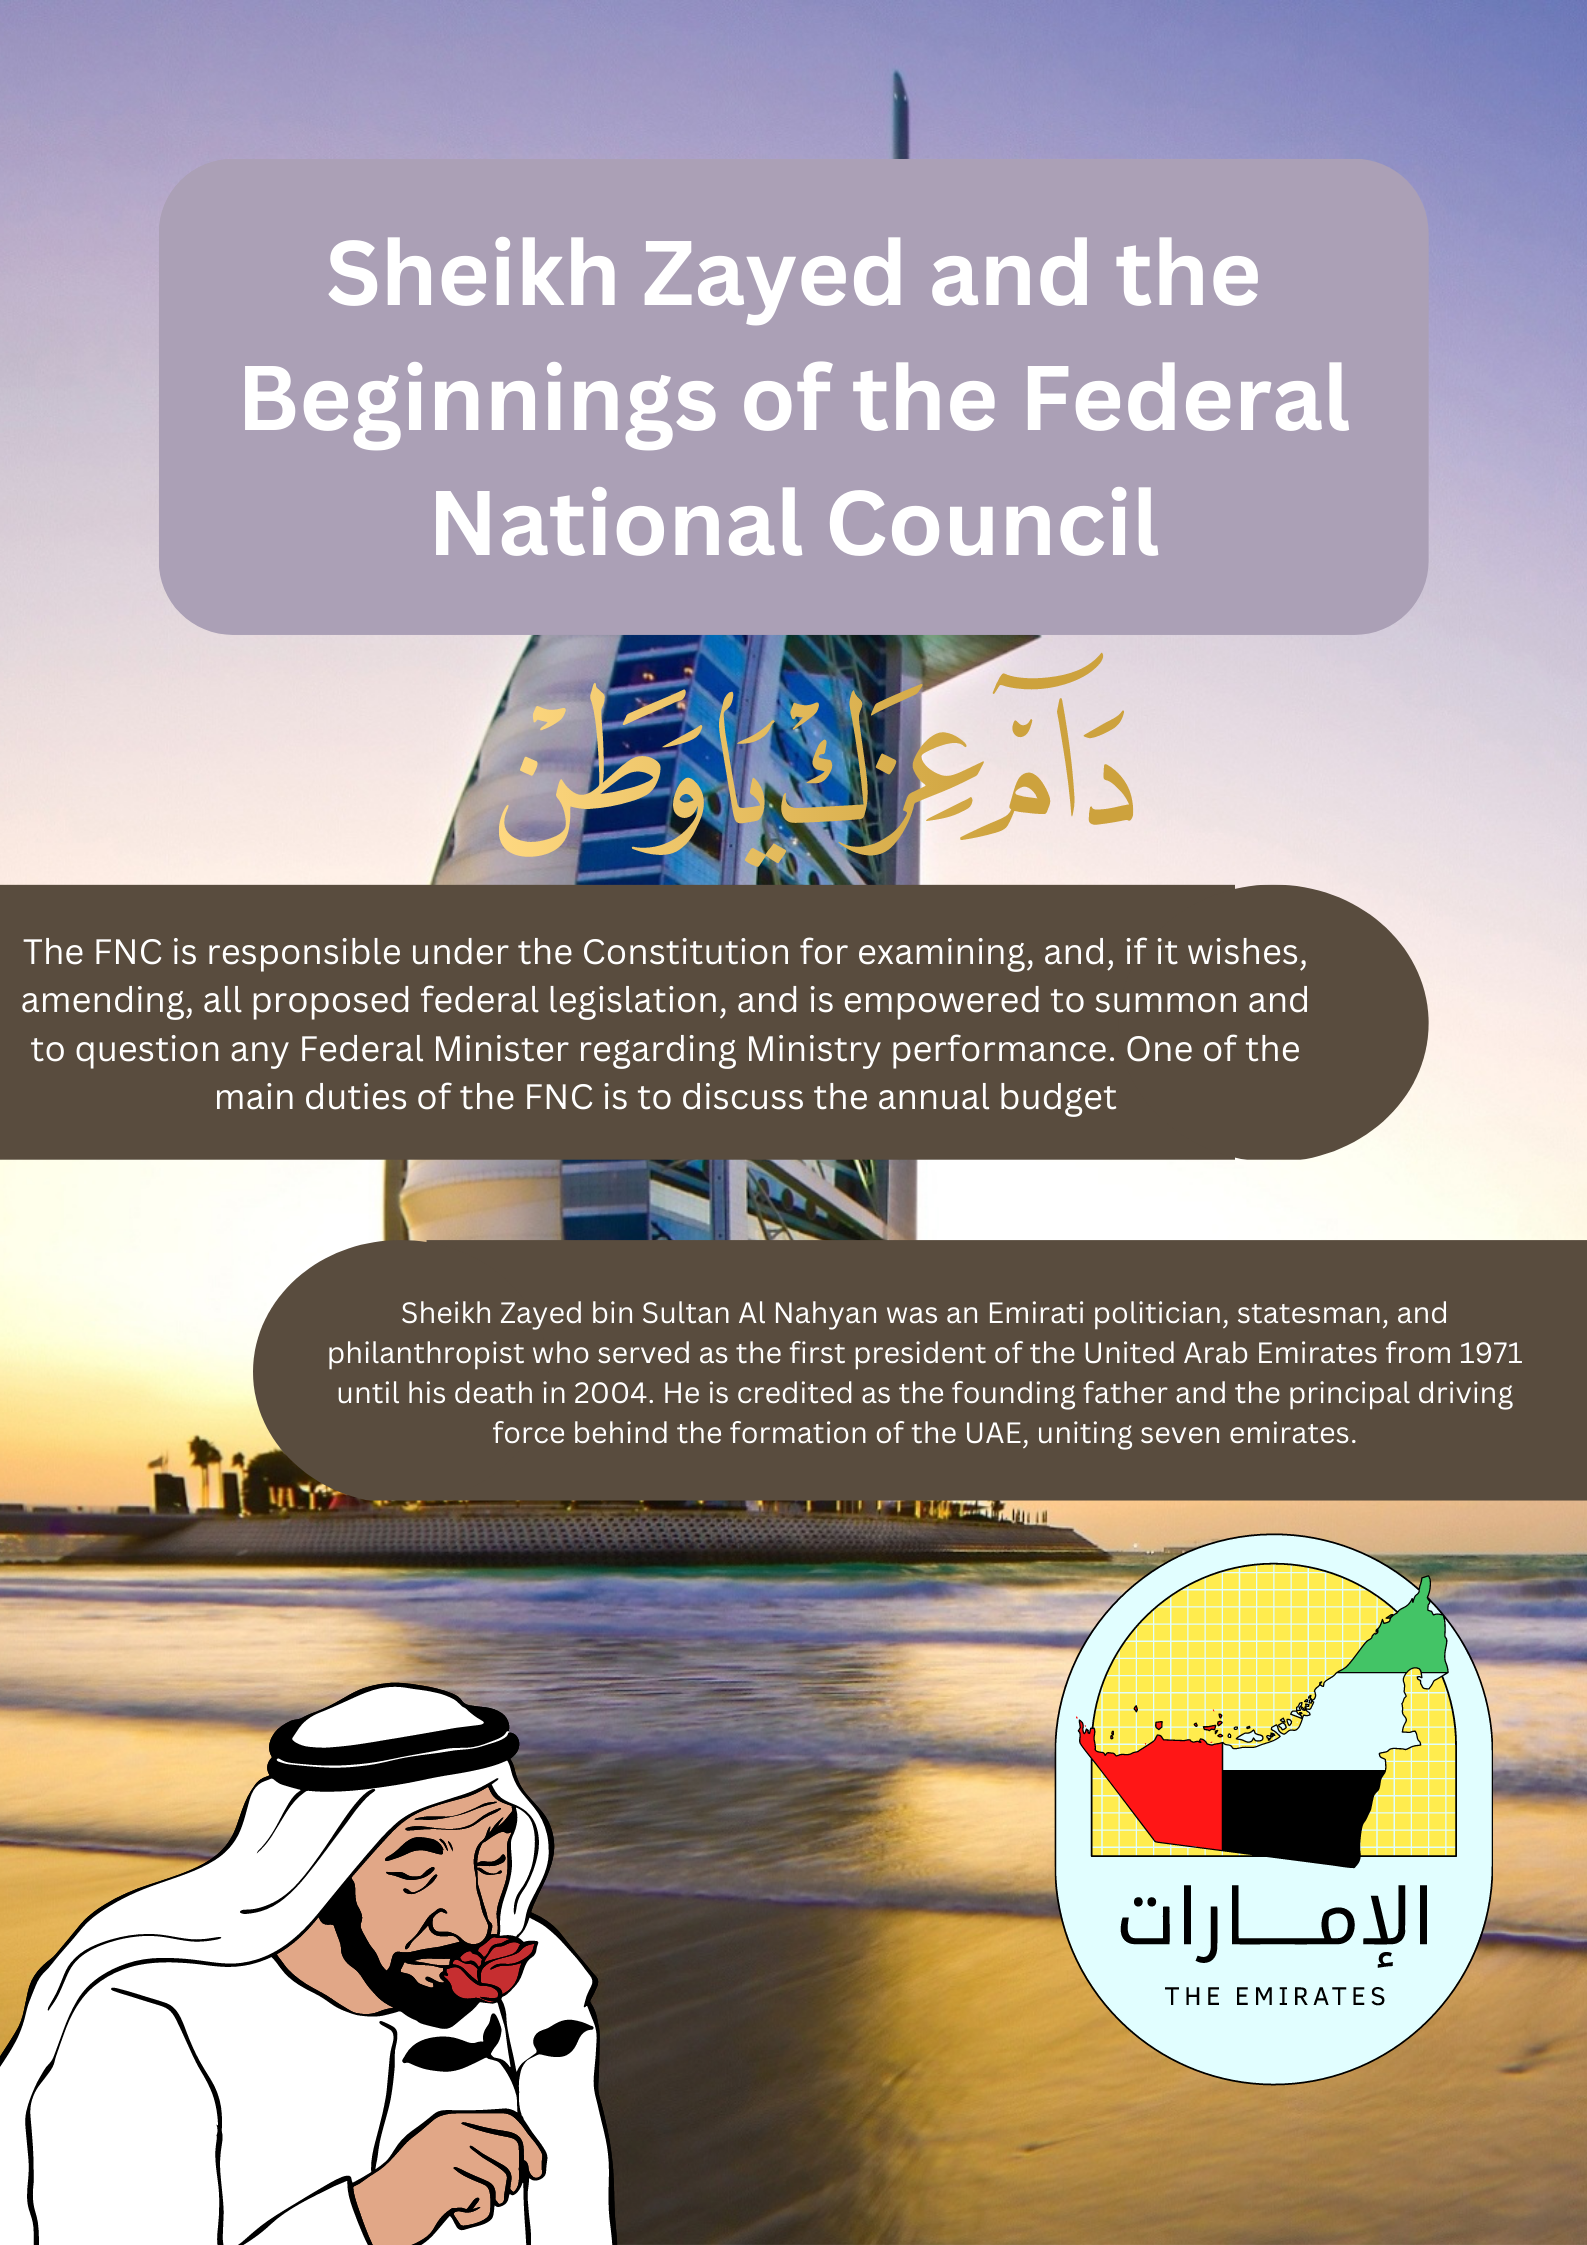 Sheikh Zayed and the
Beginnings of the Federal
National Council
دَآمَ عِزَكْ يَا وَطَنْ
The FNC is responsible under the Constitution for examining, and, if it wishes,
amending, all proposed federal legislation, and is empowered to summon and
to question any Federal Minister regarding Ministry performance. One of the
main duties of the FNC is to discuss the annual budget
Sheikh Zayed bin Sultan Al Nahyan was an Emirati politician, statesman, and
philanthropist who served as the first president of the United Arab Emirates from 1971
until his death in 2004. He is credited as the founding father and the principal driving
force behind the formation of the UAE, uniting seven emirates.
الإمـــارات
THE EMIRATES